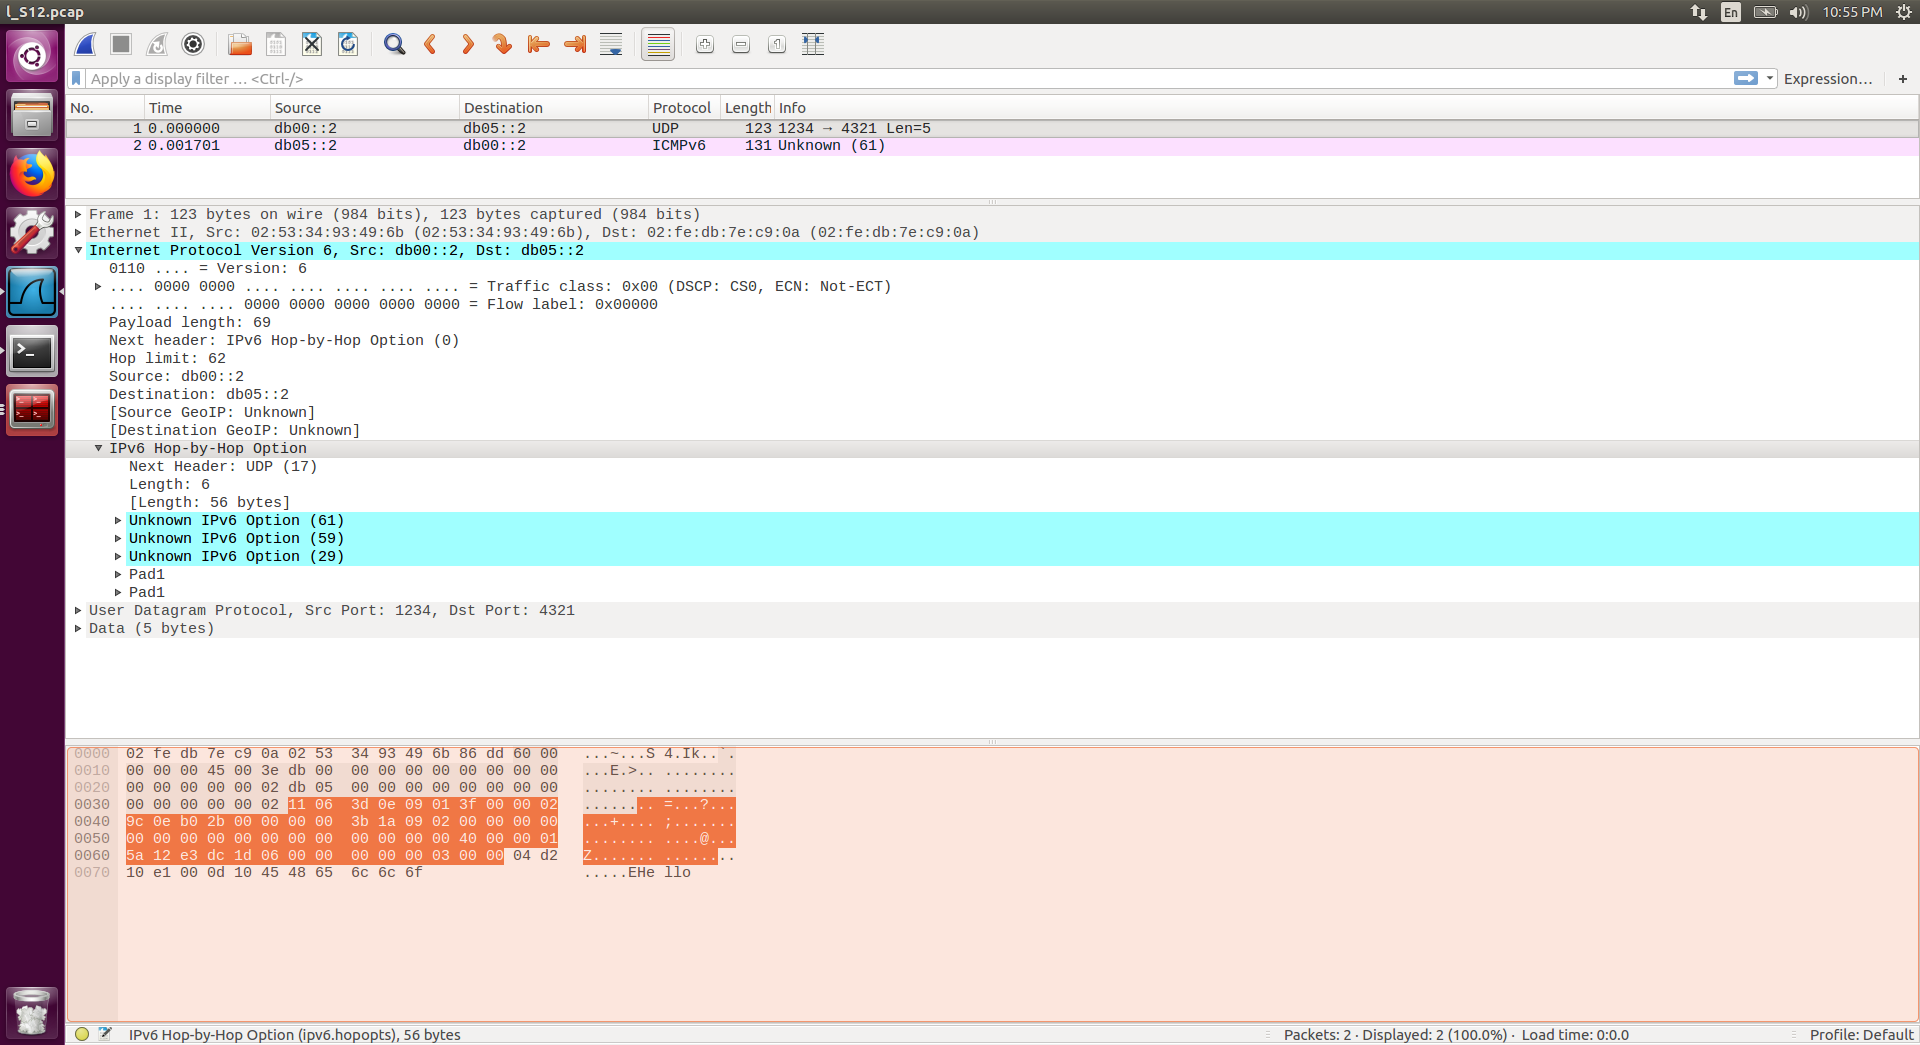 l_S12.pcap En 10:55 PM
Apply a display filter … <Ctrl-/> Expression… +
No. Time Source Destination Protocol Length Info
1 0.000000 db00::2 db05::2 UDP 123 1234 → 4321 Len=5
2 0.001701 db05::2 db00::2 ICMPv6 131 Unknown (61)
Frame 1: 123 bytes on wire (984 bits), 123 bytes captured (984 bits)
Ethernet II, Src: 02:53:34:93:49:6b (02:53:34:93:49:6b), Dst: 02:fe:db:7e:c9:0a (02:fe:db:7e:c9:0a)
Internet Protocol Version 6, Src: db00::2, Dst: db05::2
0110 .... = Version: 6
.... 0000 0000 .... .... .... .... .... = Traffic class: 0x00 (DSCP: CS0, ECN: Not-ECT)
.... .... .... 0000 0000 0000 0000 0000 = Flow label: 0x00000
Payload length: 69
Next header: IPv6 Hop-by-Hop Option (0)
Hop limit: 62
Source: db00::2
Destination: db05::2
[Source GeoIP: Unknown]
[Destination GeoIP: Unknown]
IPv6 Hop-by-Hop Option
Next Header: UDP (17)
Length: 6
[Length: 56 bytes]
Unknown IPv6 Option (61)
Unknown IPv6 Option (59)
Unknown IPv6 Option (29)
Pad1
Pad1
User Datagram Protocol, Src Port: 1234, Dst Port: 4321
Data (5 bytes)
0000 02 fe db 7e c9 0a 02 53 34 93 49 6b 86 dd 60 00 ...~...S 4.Ik..`.
0010 00 00 00 45 00 3e db 00 00 00 00 00 00 00 00 00 ...E.>.. ........
0020 00 00 00 00 00 02 db 05 00 00 00 00 00 00 00 00 ........ ........
0030 00 00 00 00 00 02 11 06 3d 0e 09 01 3f 00 00 02 ........ =...?...
0040 9c 0e b0 2b 00 00 00 00 3b 1a 09 02 00 00 00 00 ...+.... ;.......
0050 00 00 00 00 00 00 00 00 00 00 00 00 40 00 00 01 ........ ....@...
0060 5a 12 e3 dc 1d 06 00 00 00 00 00 03 00 00 04 d2 Z....... ........
0070 10 e1 00 0d 10 45 48 65 6c 6c 6f .....EHe llo
IPv6 Hop-by-Hop Option (ipv6.hopopts), 56 bytes Packets: 2 · Displayed: 2 (100.0%) · Load time: 0:0.0 Profile: Default